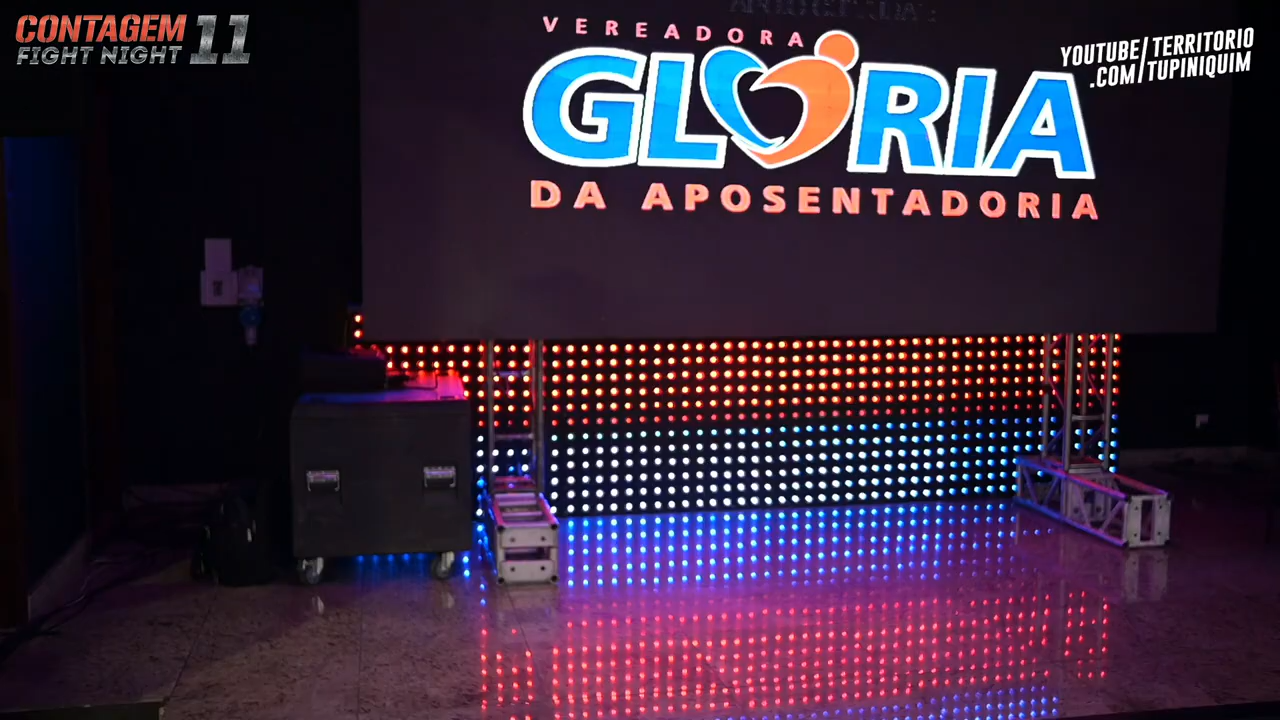 CONTAGEM
FIGHT NIGHT 11
VEREADORA
GLORIA
DA APOSENTADORIA
YOUTUBE/TERRITORIO
.COM/TUPINIQUIM